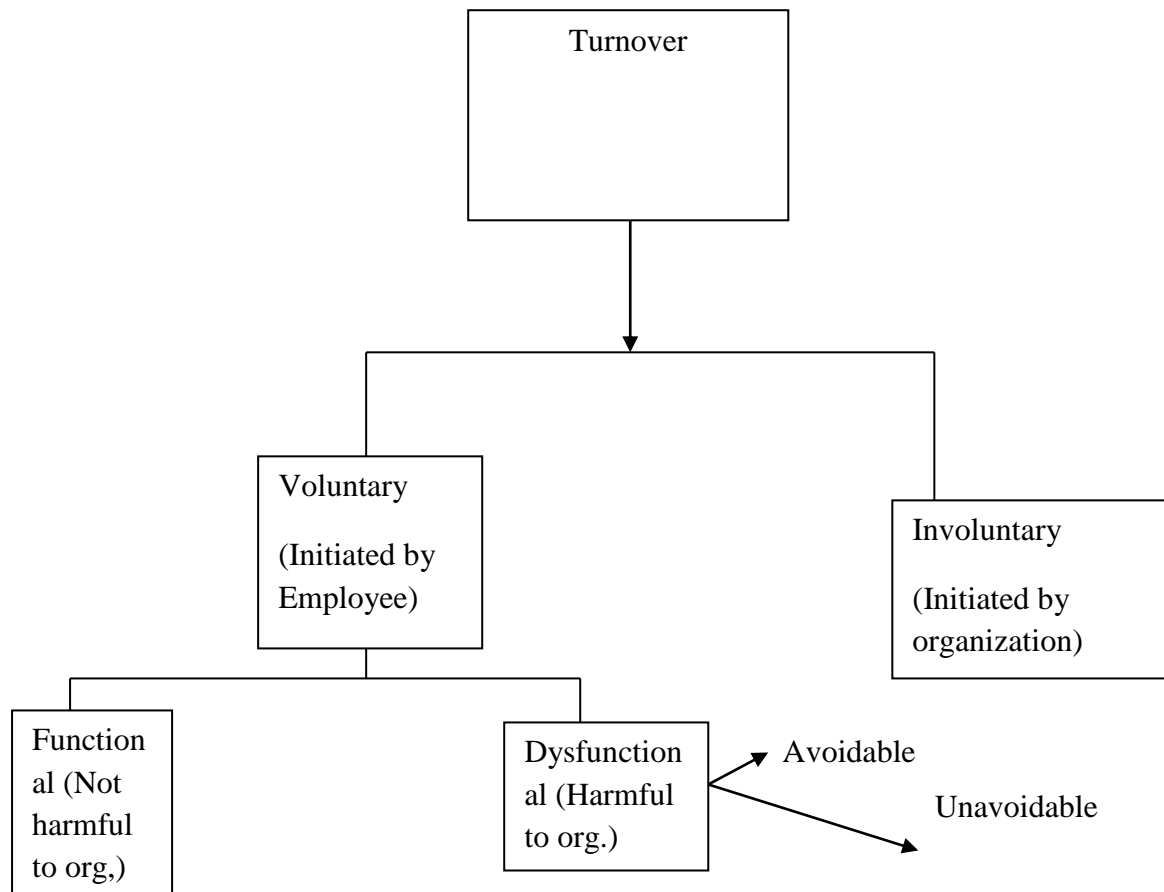 Turnover
Voluntary
(Initiated by
Employee)
Involuntary
(Initiated by
organization)
Function
al (Not
harmful
to org,)
Dysfunction
al (Harmful
to org.)
Avoidable
Unavoidable